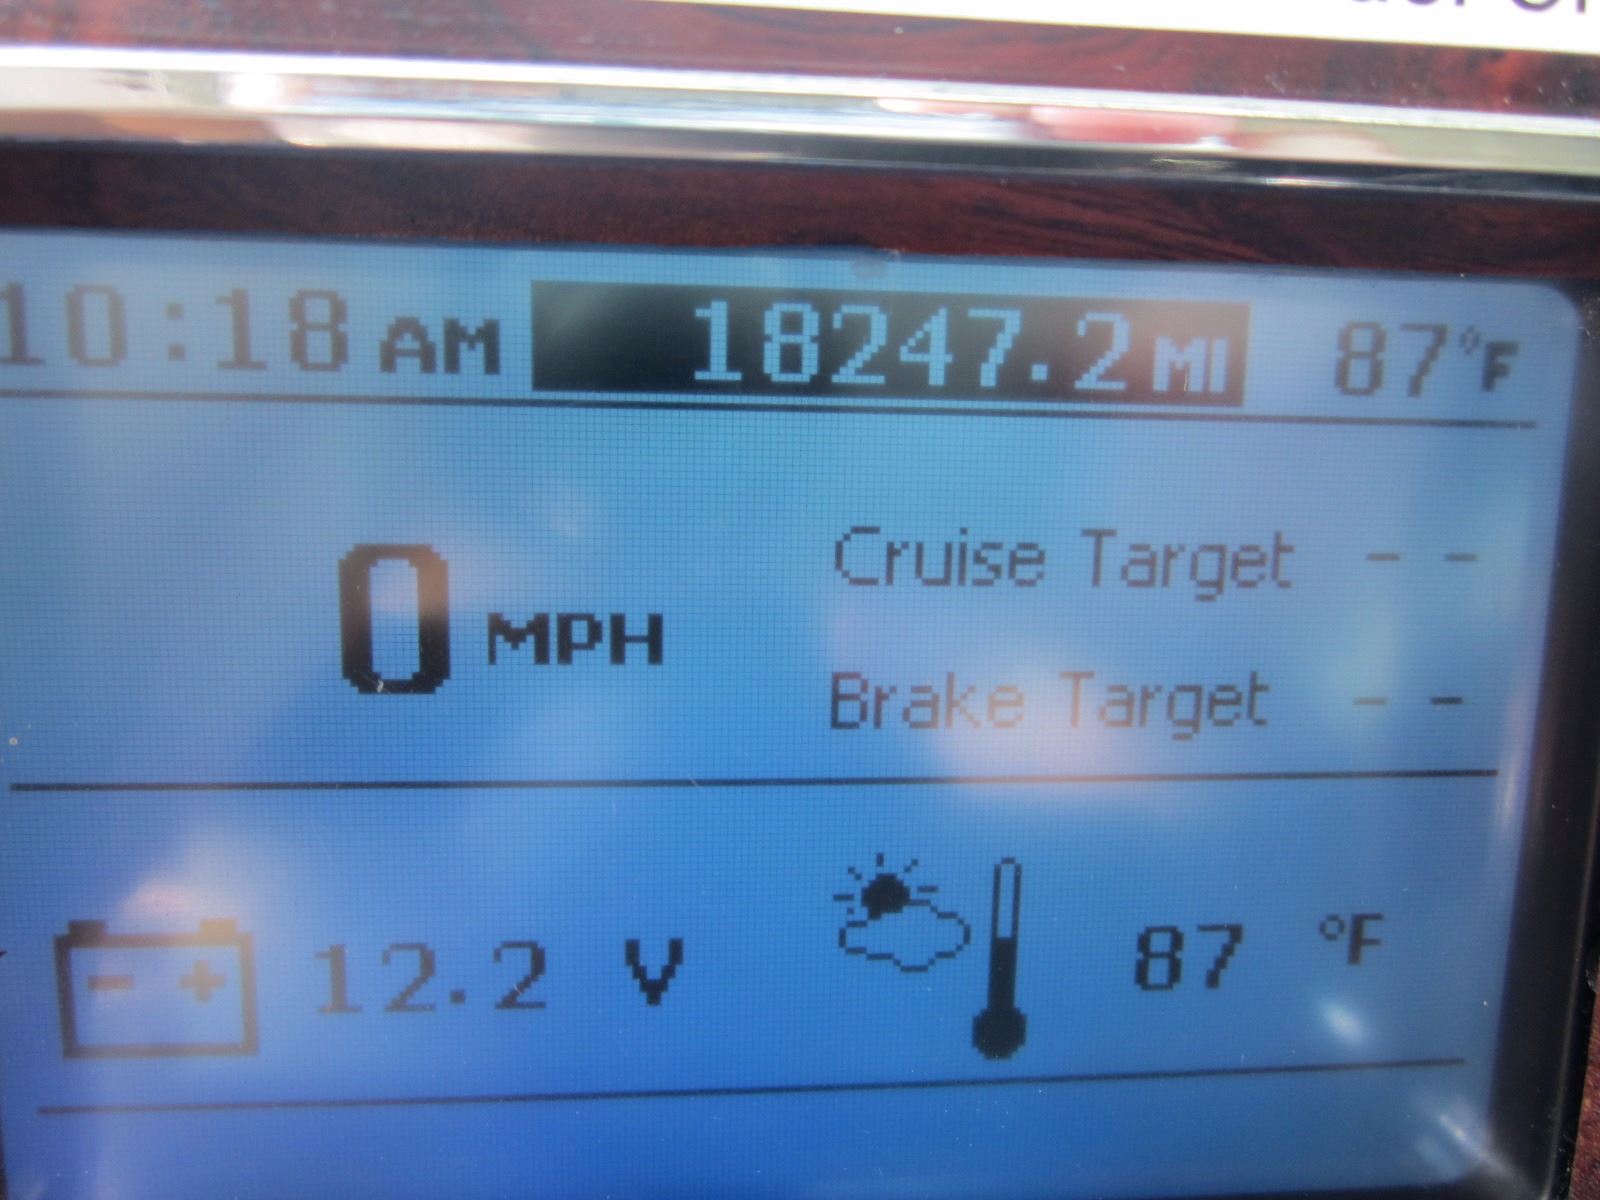 10:18 AM 18247.2 MI 87°F
0 MPH
Cruise Target - -
Brake Target - -
- + 12.2 V 87 °F